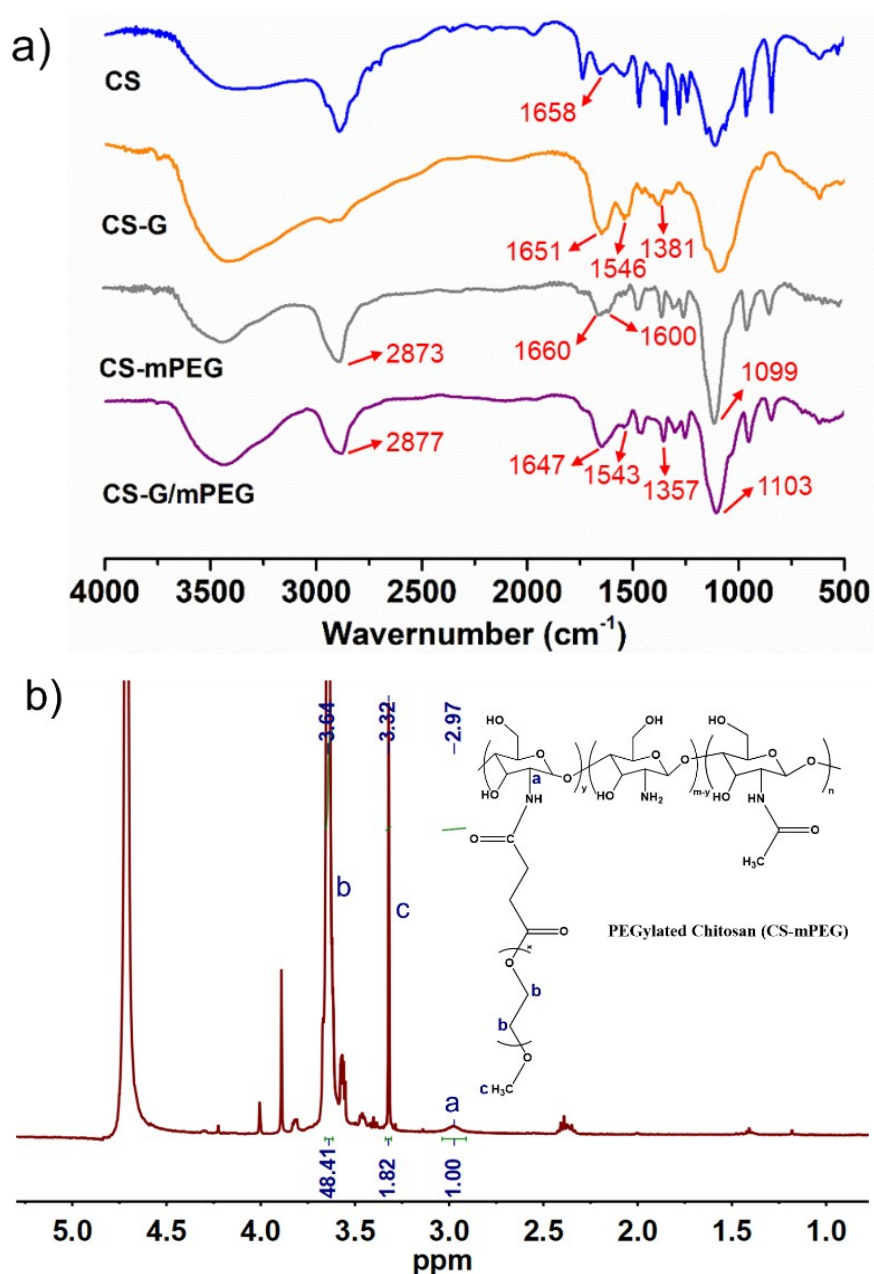 a)
CS
1658
CS-G
1651
1546
1381
CS-mPEG
2873
1660
1600
1099
CS-G/mPEG
2877
1647
1543
1357
1103
4000 3500 3000 2500 2000 1500 1000 500
Wavernumber (cm⁻¹)
b)
3.64
3.32
2.97
HO HO HO
O O O O O O
a
y m-y n
HO HO HO
NH NH₂ NH
O C
H₃C O
O
PEGylated Chitosan (CS-mPEG)
x
O
b
b
O
c H₃C
b
c
a
48.41
1.82
1.00
5.0 4.5 4.0 3.5 3.0 2.5 2.0 1.5 1.0
ppm